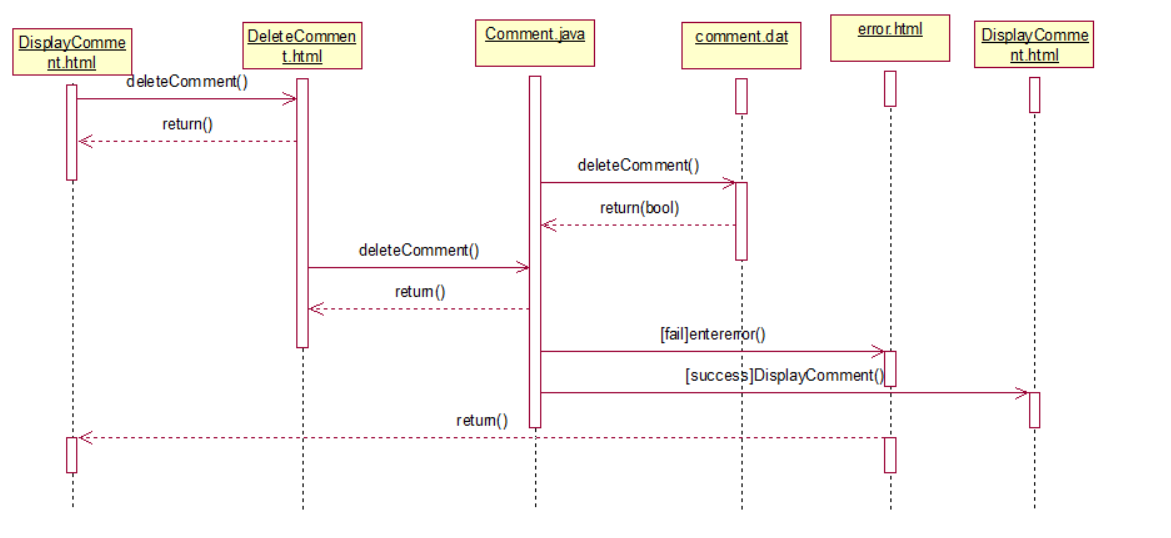 DisplayComme
nt.html
DeleteCommen
t.html
Comment.java
comment.dat
error.html
DisplayComme
nt.html
deleteComment()
return()
deleteComment()
return(bool)
deleteComment()
return()
[fail]entererror()
[success]DisplayComment()
return()